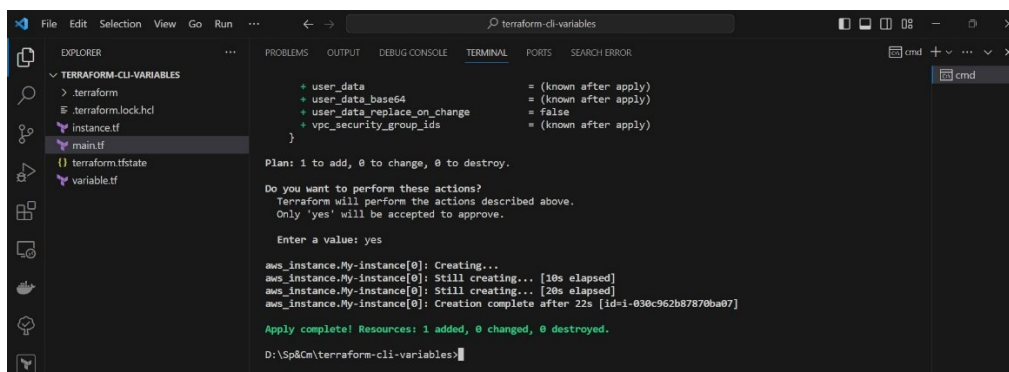 File Edit Selection View Go Run ...
terraform-cli-variables
EXPLORER ...
TERRAFORM-CLI-VARIABLES
.terraform
.terraform.lock.hcl
instance.tf
main.tf
{} terraform.tfstate
variable.tf
PROBLEMS OUTPUT DEBUG CONSOLE TERMINAL PORTS SEARCH ERROR
cmd
cmd
+ user_data = (known after apply)
+ user_data_base64 = (known after apply)
+ user_data_replace_on_change = false
+ vpc_security_group_ids = (known after apply)
}
Plan: 1 to add, 0 to change, 0 to destroy.
Do you want to perform these actions?
Terraform will perform the actions described above.
Only 'yes' will be accepted to approve.
Enter a value: yes
aws_instance.My-instance[0]: Creating...
aws_instance.My-instance[0]: Still creating... [10s elapsed]
aws_instance.My-instance[0]: Still creating... [20s elapsed]
aws_instance.My-instance[0]: Creation complete after 22s [id=i-030c962b87870ba07]
Apply complete! Resources: 1 added, 0 changed, 0 destroyed.
D:\Sp&Cm\terraform-cli-variables>